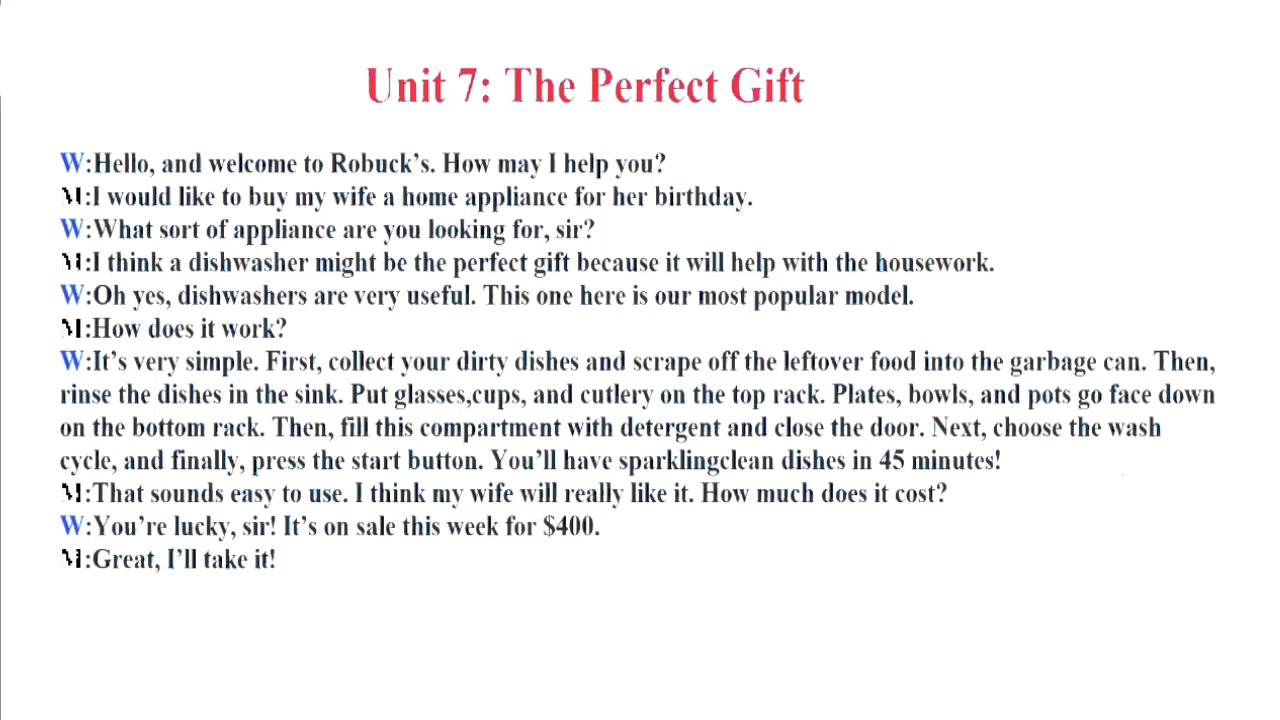 Unit 7: The Perfect Gift
W:Hello, and welcome to Robuck's. How may I help you?
M:I would like to buy my wife a home appliance for her birthday.
W:What sort of appliance are you looking for, sir?
M:I think a dishwasher might be the perfect gift because it will help with the housework.
W:Oh yes, dishwashers are very useful. This one here is our most popular model.
M:How does it work?
W:It's very simple. First, collect your dirty dishes and scrape off the leftover food into the garbage can. Then,
rinse the dishes in the sink. Put glasses,cups, and cutlery on the top rack. Plates, bowls, and pots go face down
on the bottom rack. Then, fill this compartment with detergent and close the door. Next, choose the wash
cycle, and finally, press the start button. You'll have sparklingclean dishes in 45 minutes!
M:That sounds easy to use. I think my wife will really like it. How much does it cost?
W:You're lucky, sir! It's on sale this week for $400.
M:Great, I'll take it!